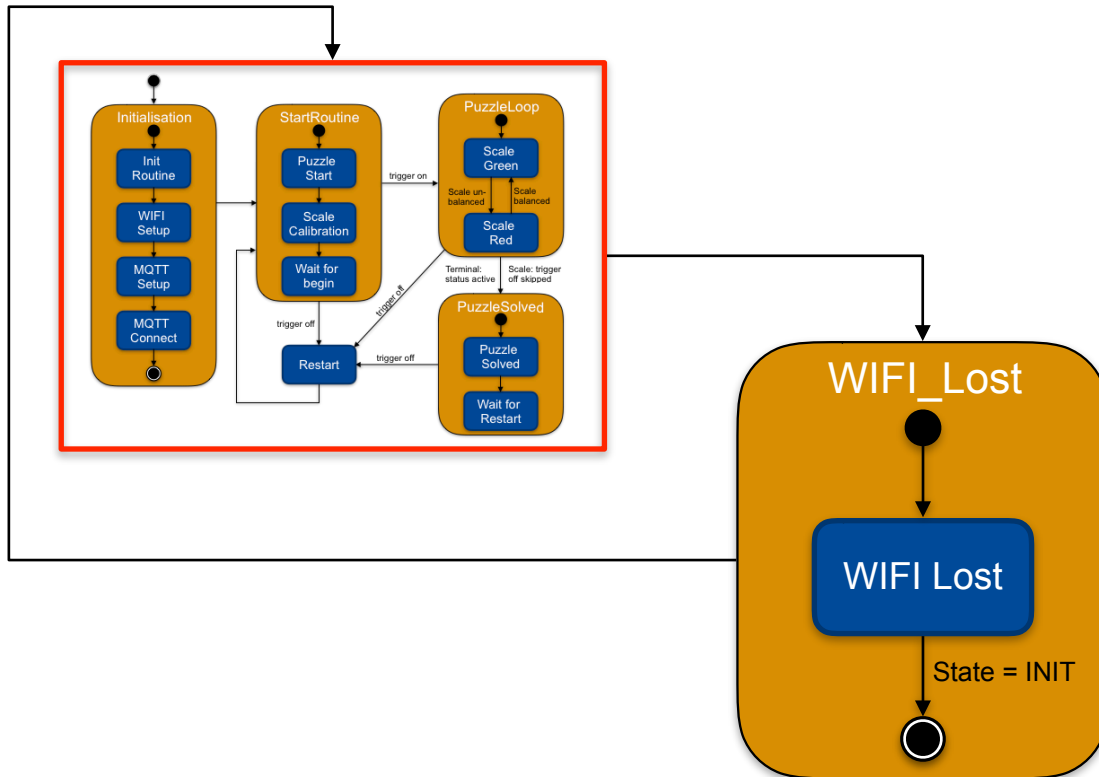 Initialisation
Init
Routine
WIFI
Setup
MQTT
Setup
MQTT
Connect
StartRoutine
Puzzle
Start
Scale
Calibration
Wait for
begin
trigger off
Restart
trigger on
PuzzleLoop
Scale
Green
Scale un-
balanced
Scale
balanced
Scale
Red
trigger off
Terminal:
status active
Scale: trigger
off skipped
PuzzleSolved
Puzzle
Solved
Wait for
Restart
trigger off
WIFI_Lost
WIFI Lost
State = INIT